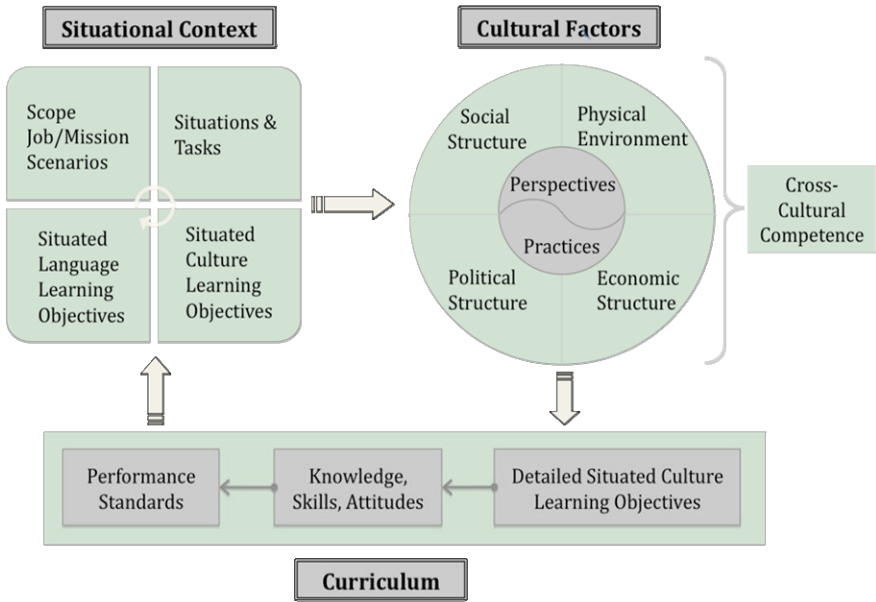 Situational Context
Cultural Factors
Scope
Job/Mission
Scenarios
Situations &
Tasks
Situated
Language
Learning
Objectives
Situated
Culture
Learning
Objectives
Social
Structure
Physical
Environment
Perspectives
Practices
Political
Structure
Economic
Structure
Cross-
Cultural
Competence
Performance
Standards
Knowledge,
Skills, Attitudes
Detailed Situated Culture
Learning Objectives
Curriculum